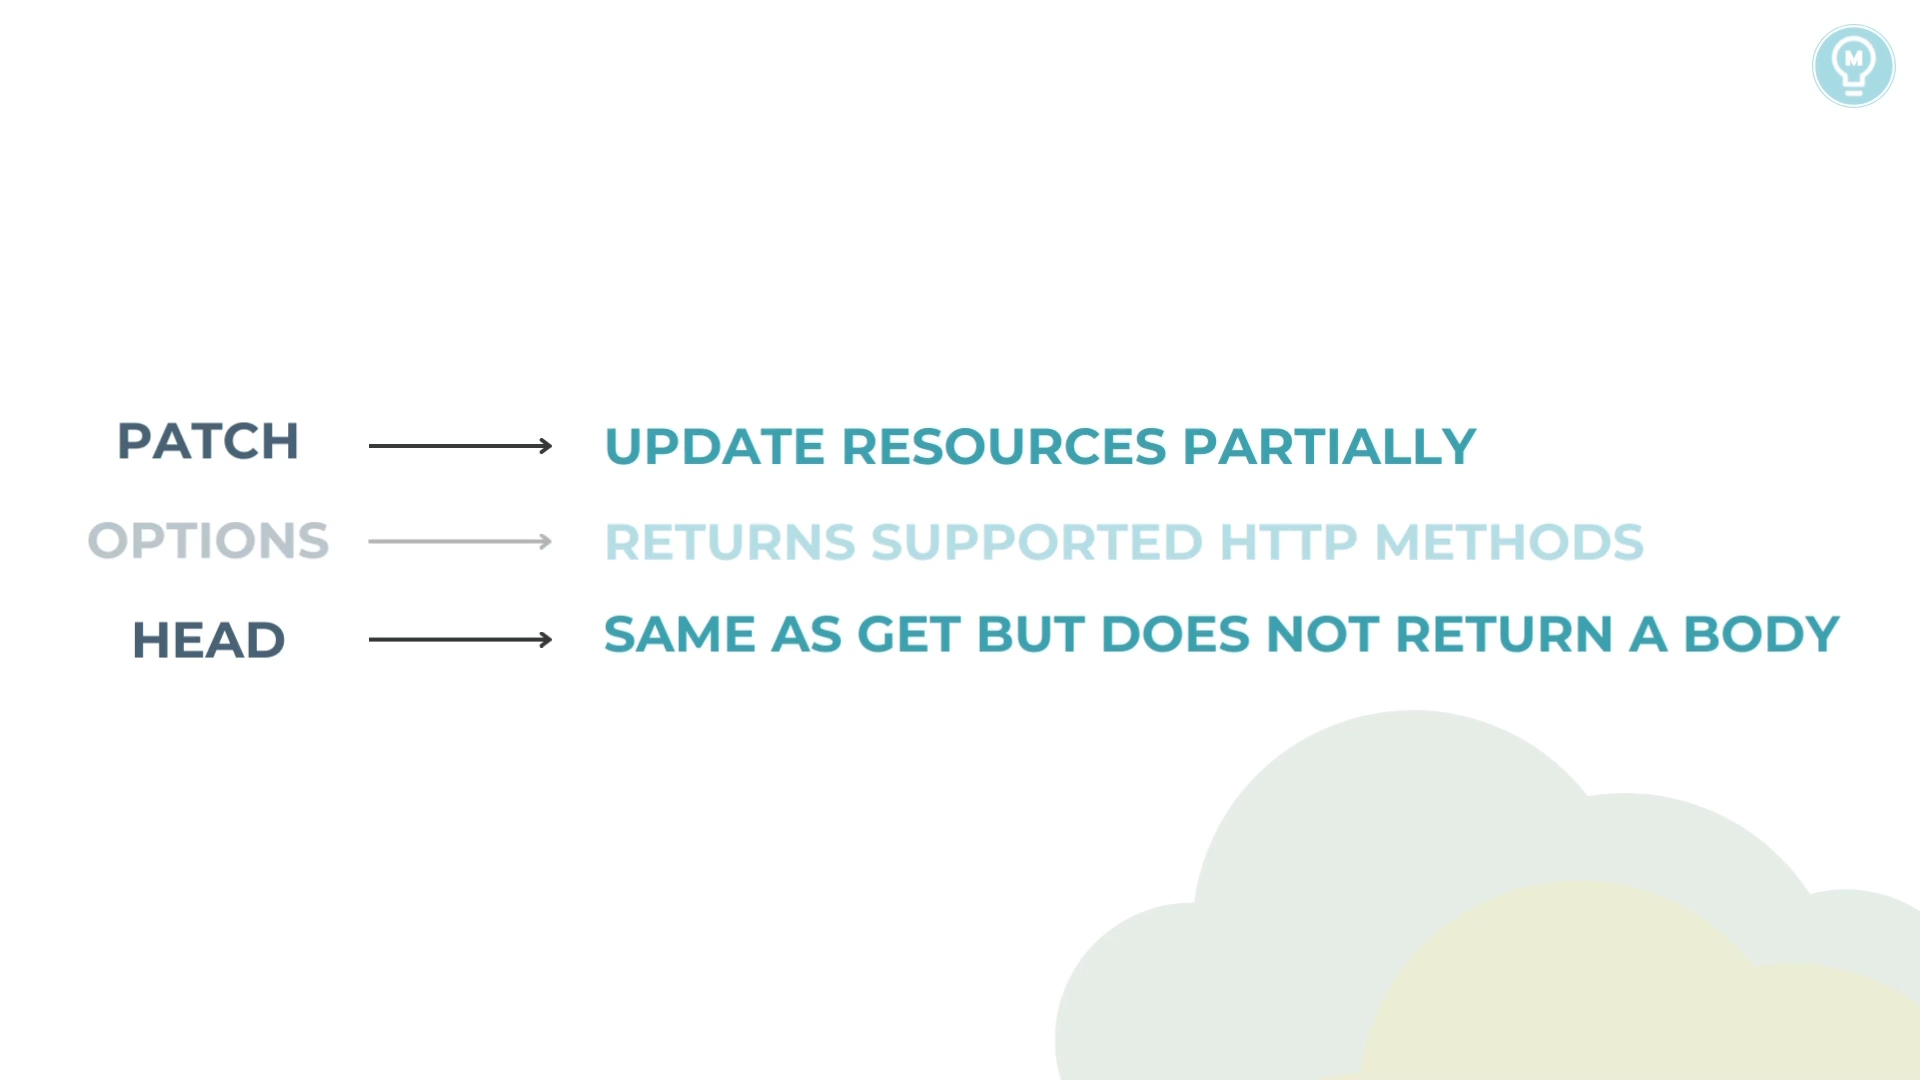 M
PATCH → UPDATE RESOURCES PARTIALLY
OPTIONS → RETURNS SUPPORTED HTTP METHODS
HEAD → SAME AS GET BUT DOES NOT RETURN A BODY